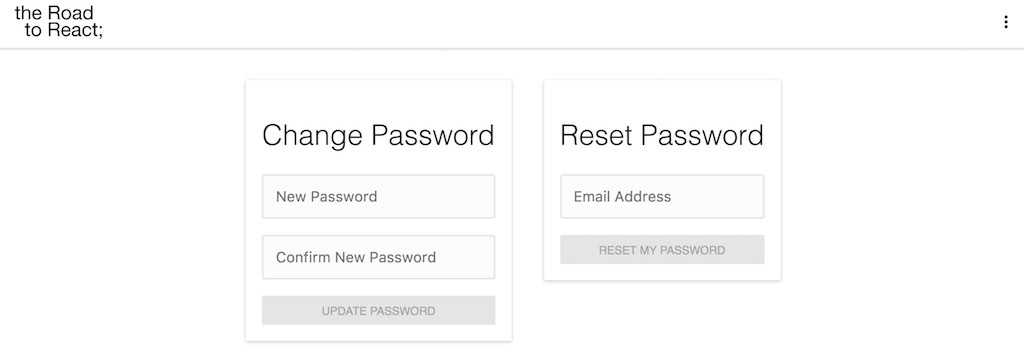 the Road
to React;
Change Password
New Password
Confirm New Password
UPDATE PASSWORD
Reset Password
Email Address
RESET MY PASSWORD